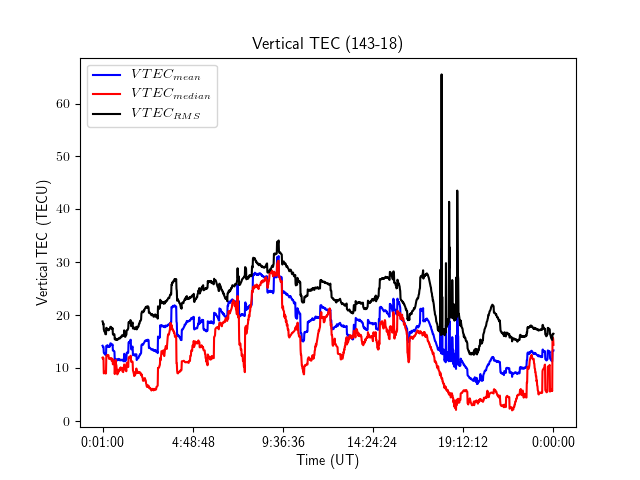 Vertical TEC (143-18)
VTEC_mean
VTEC_median
VTEC_RMS
Vertical TEC (TECU)
60
50
40
30
20
10
0
0:01:00 4:48:48 9:36:36 14:24:24 19:12:12 0:00:00
Time (UT)